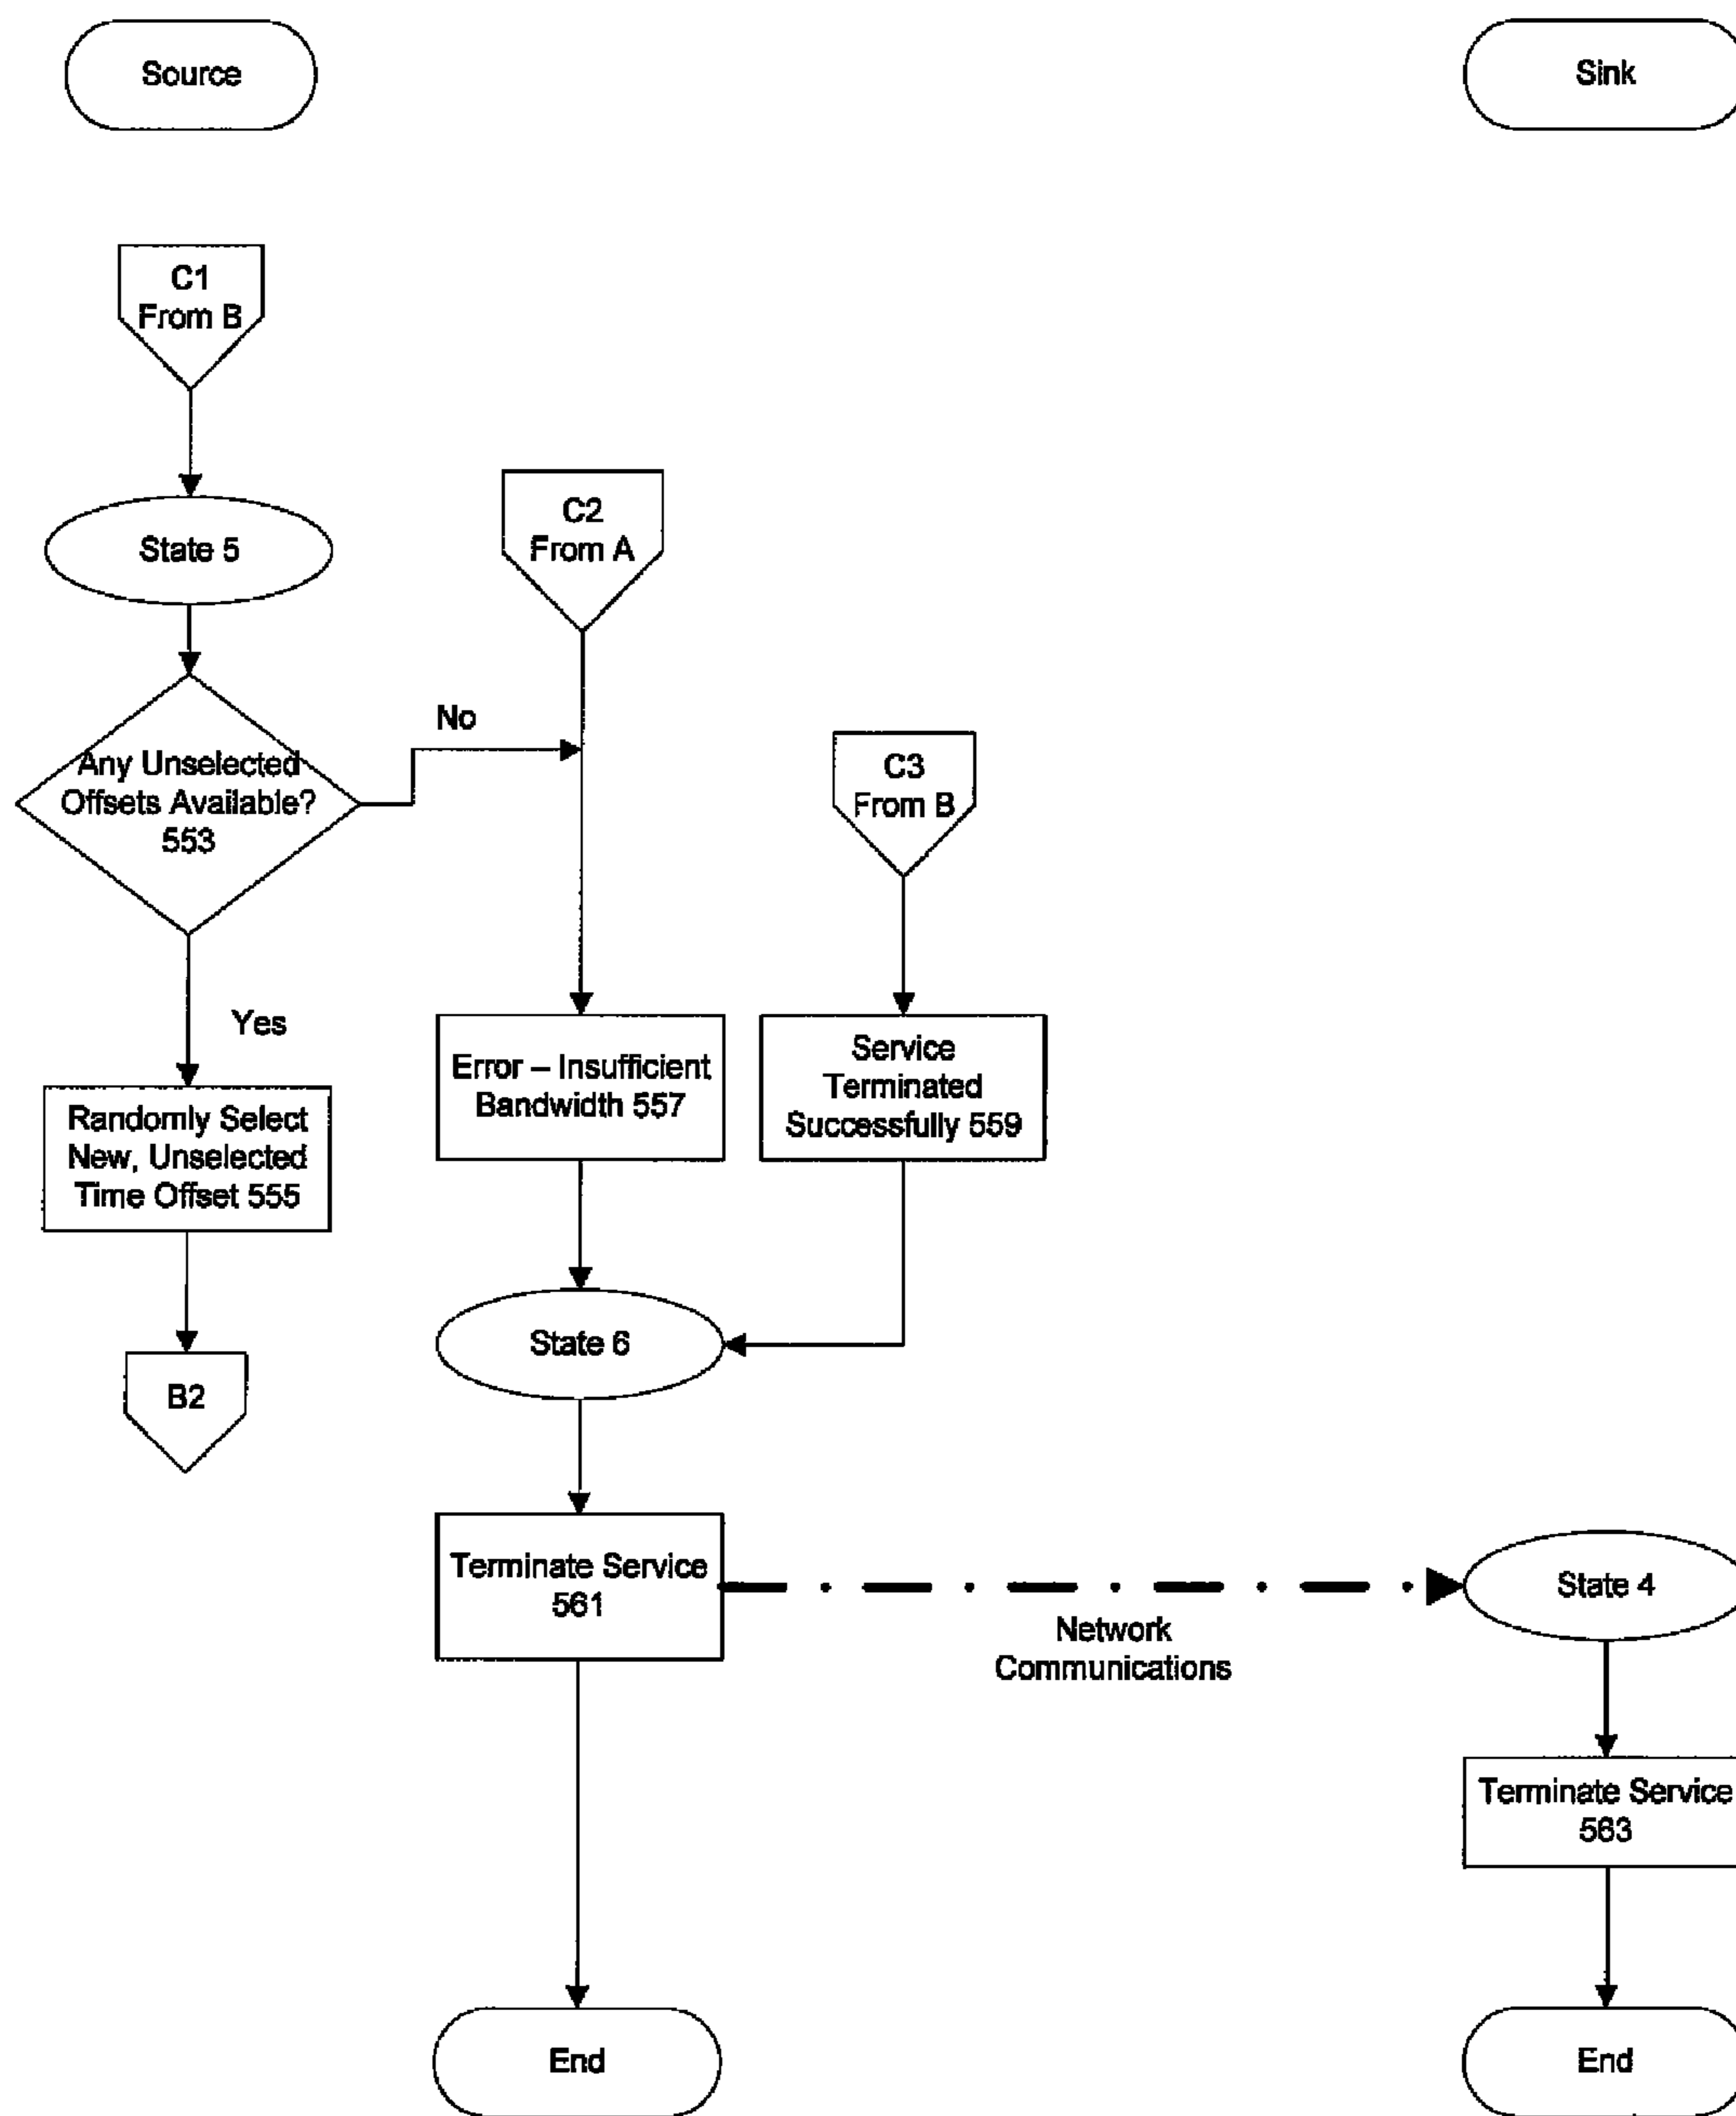 Source
Sink
C1
From B
State 5
C2
From A
No
Any Unselected
Offsets Available?
553
C3
From B
Yes
Error – Insufficient
Bandwidth 557
Service
Terminated
Successfully 559
Randomly Select
New, Unselected
Time Offset 555
State 6
B2
Terminate Service
561
State 4
Network
Communications
Terminate Service
563
End
End